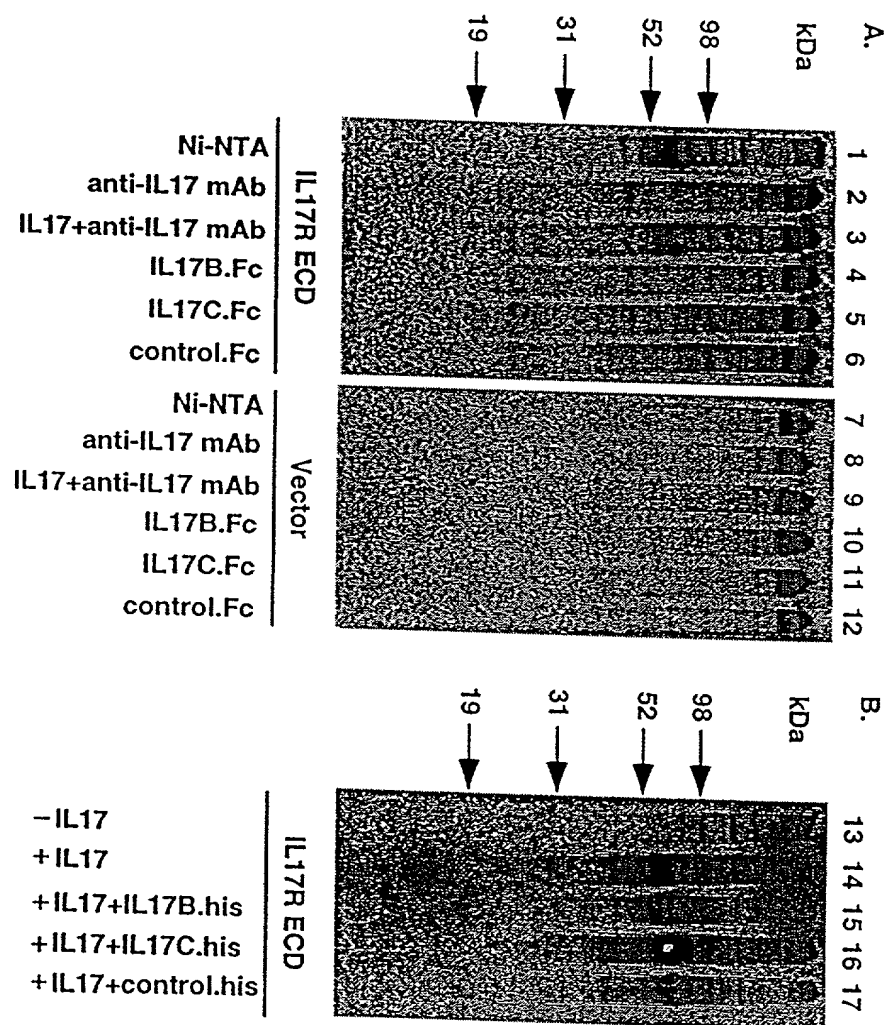 A.
kDa
98
52
31
19
1 2 3 4 5 6
Ni-NTA
anti-IL17 mAb
IL17+anti-IL17 mAb
IL17B.Fc
IL17C.Fc
control.Fc
IL17R ECD
7 8 9 10 11 12
Ni-NTA
anti-IL17 mAb
IL17+anti-IL17 mAb
IL17B.Fc
IL17C.Fc
control.Fc
Vector
B.
kDa
98
52
31
19
13 14 15 16 17
−IL17
+IL17
+IL17+IL17B.his
+IL17+IL17C.his
+IL17+control.his
IL17R ECD